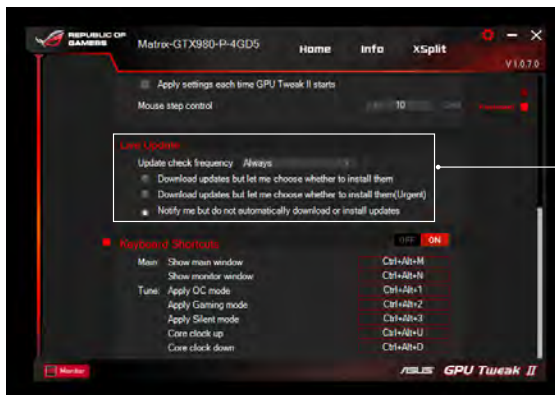 REPUBLIC OF
GAMERS
Matrix-GTX980-P-4GD5
Home
Info
XSplit
V1.0.7.0
Apply settings each time GPU Tweak II starts
Mouse step control
10
Live Update
Update check frequency Always
Download updates but let me choose whether to install them
Download updates but let me choose whether to install them(Urgent)
Notify me but do not automatically download or install updates
Keyboard Shortcuts
OFF ON
Main: Show main window Ctrl+Alt+M
Show monitor window Ctrl+Alt+N
Tune: Apply OC mode Ctrl+Alt+1
Apply Gaming mode Ctrl+Alt+2
Apply Silent mode Ctrl+Alt+3
Core clock up Ctrl+Alt+U
Core clock down Ctrl+Alt+D
Monitor
ASUS GPU Tweak II